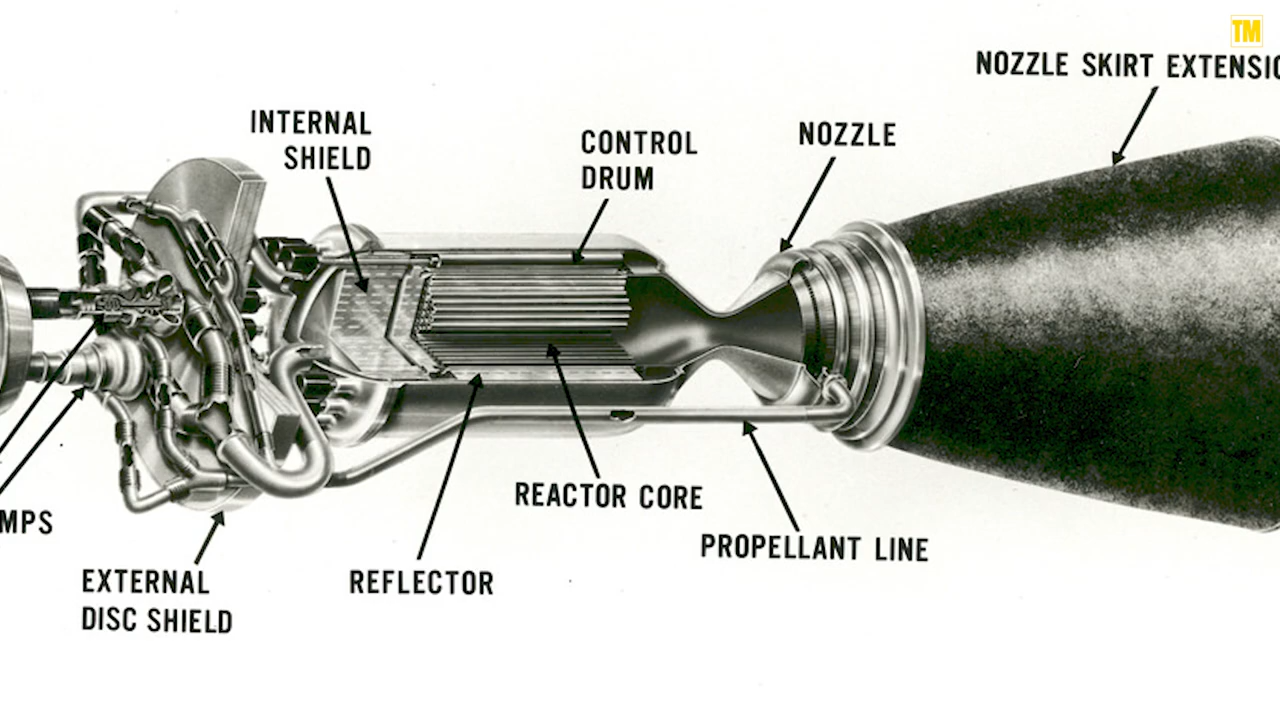 TM
NOZZLE SKIRT EXTENSIO
INTERNAL
SHIELD
CONTROL
DRUM
NOZZLE
REACTOR CORE
MPS
PROPELLANT LINE
EXTERNAL
DISC SHIELD
REFLECTOR